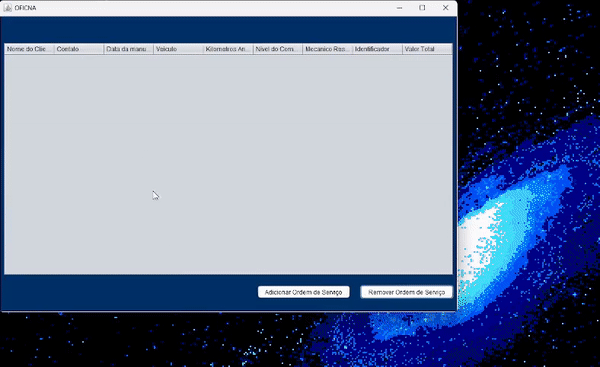 OFICINA
Nome do Clie... Contato Data da manu... Veiculo Kilometros An... Nivel do Com... Mecanico Res... Identificador Valor Total
Adicionar Ordem de Serviço Remover Ordem de Serviço